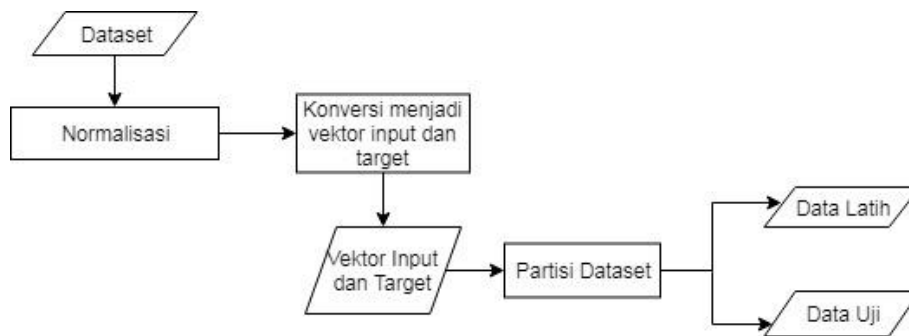 Dataset
Normalisasi
Konversi menjadi
vektor input dan
target
Vektor Input
dan Target
Partisi Dataset
Data Latih
Data Uji